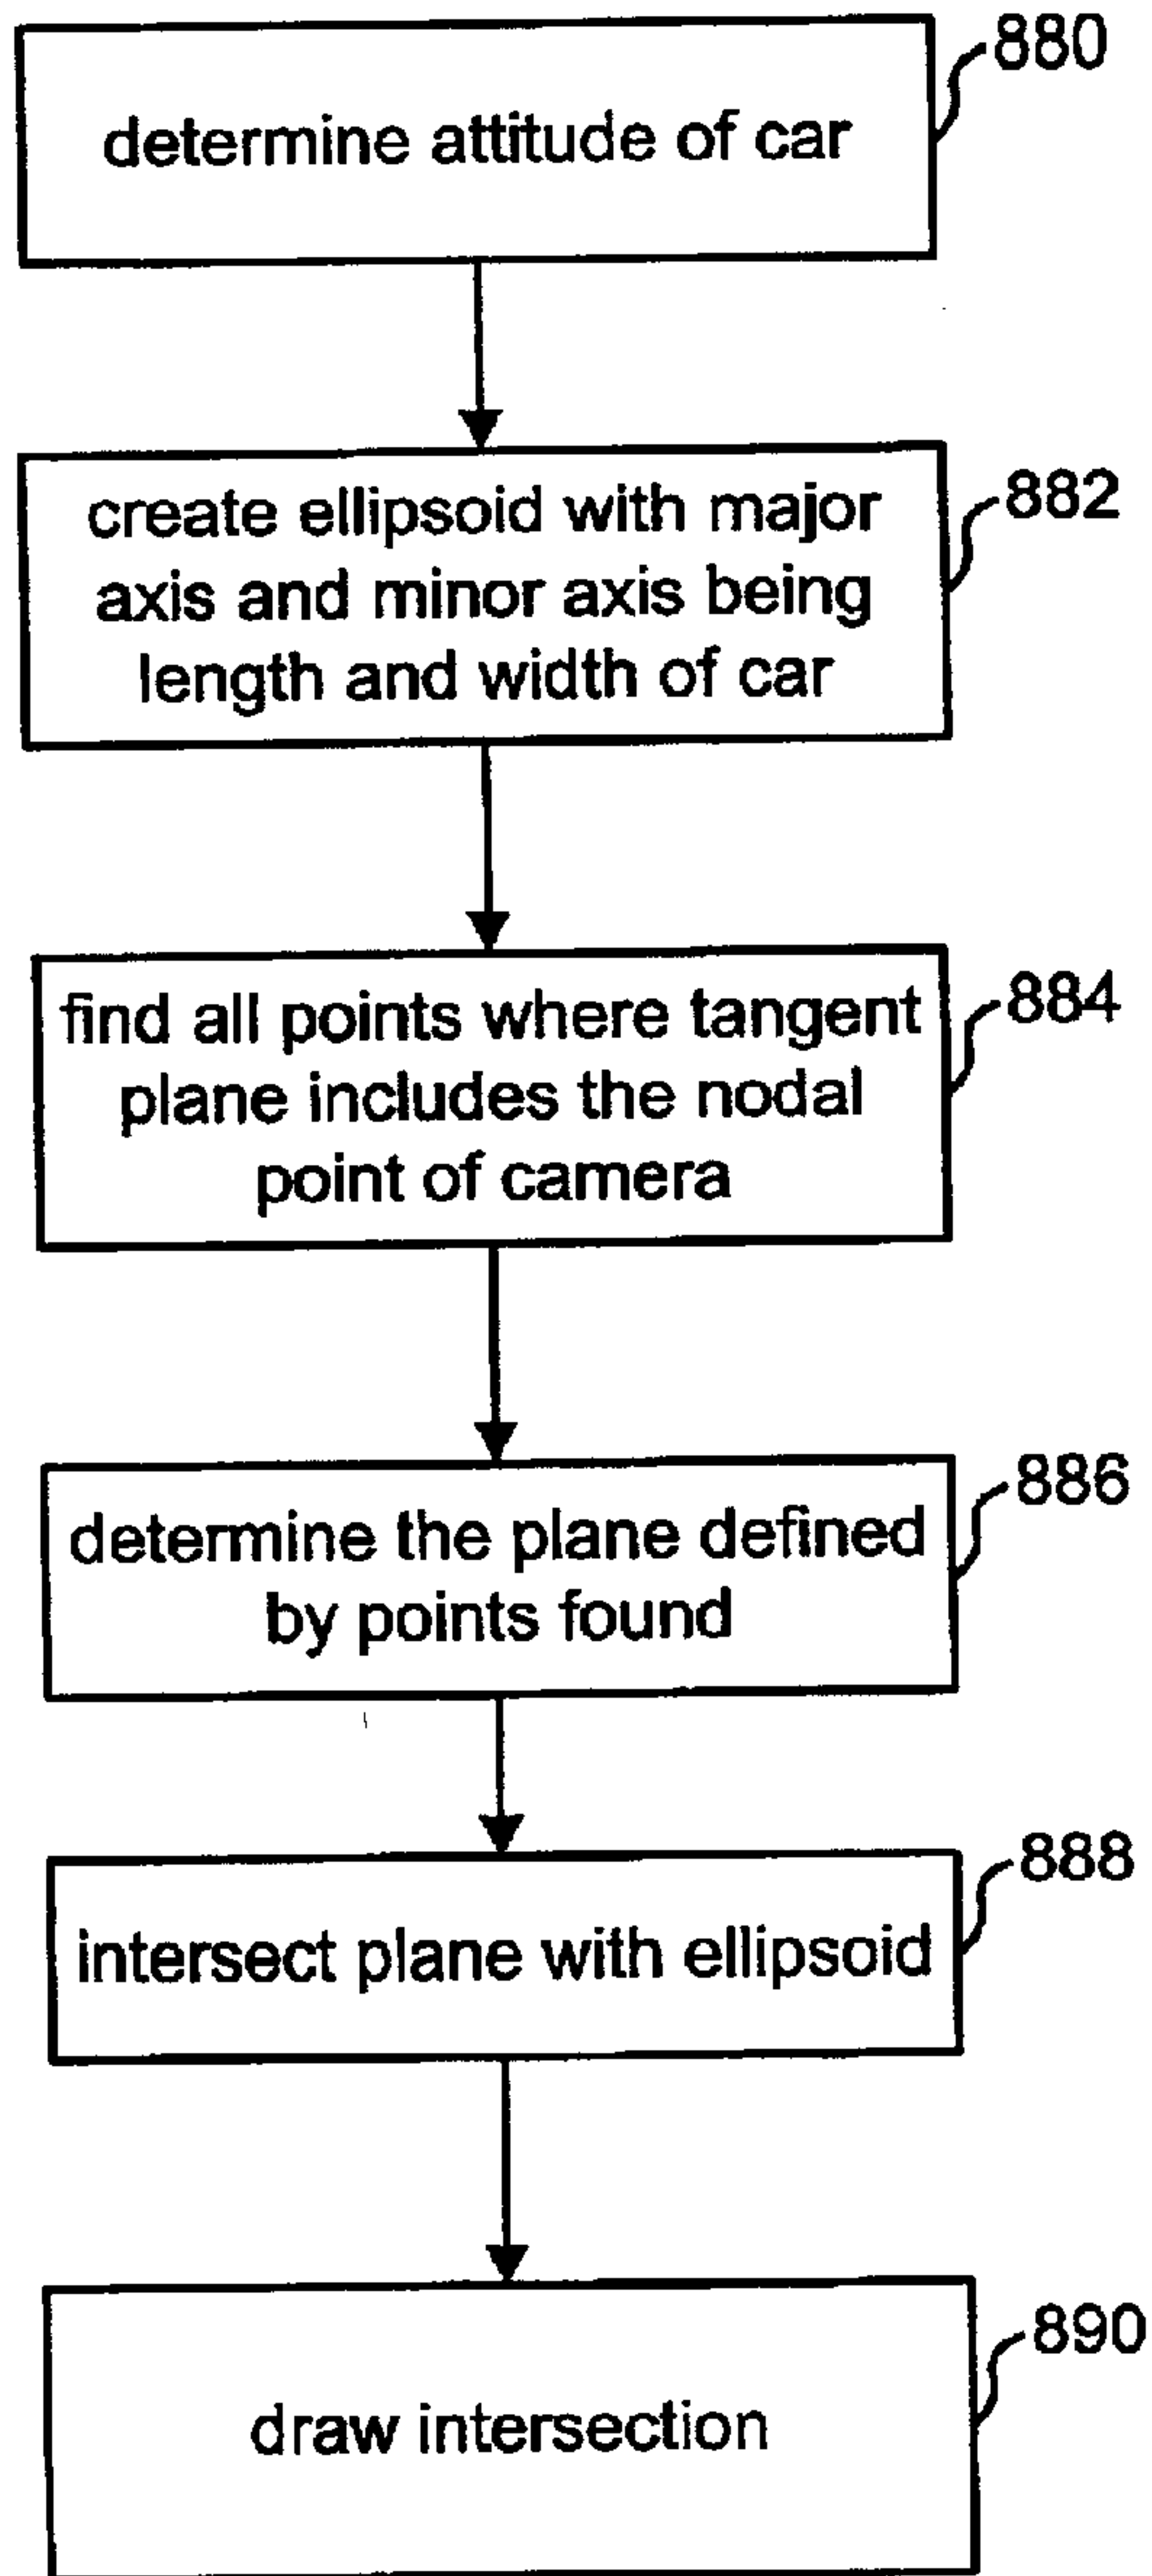 880
determine attitude of car
882
create ellipsoid with major
axis and minor axis being
length and width of car
884
find all points where tangent
plane includes the nodal
point of camera
886
determine the plane defined
by points found
888
intersect plane with ellipsoid
890
draw intersection